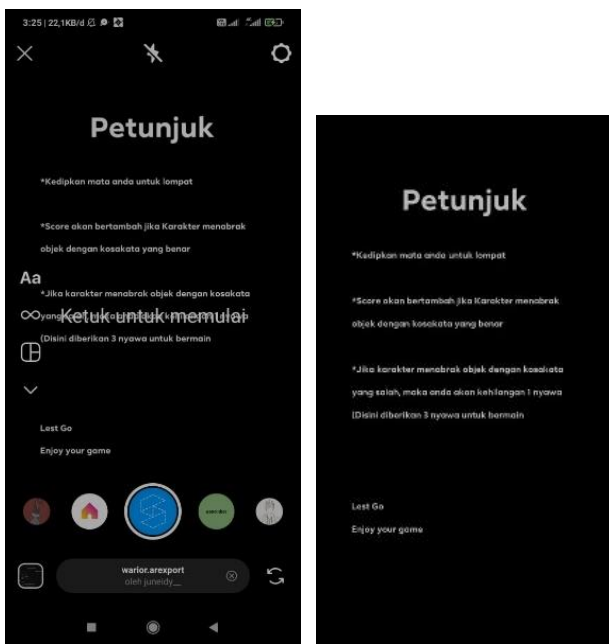 3:25 | 22,1KB/d
Petunjuk
*Kedipkan mata anda untuk lompat
*Score akan bertambah jika Karakter menabrak
objek dengan kosakata yang benar
Aa
*Jika karakter menabrak objek dengan kosakata
yang
Ketuk untuk memulai
(Disini diberikan 3 nyawa untuk bermain
Lest Go
Enjoy your game
warior.arexport
oleh juneidy__
Petunjuk
*Kedipkan mata anda untuk lompat
*Score akan bertambah jika Karakter menabrak
objek dengan kosakata yang benar
*Jika karakter menabrak objek dengan kosakata
yang salah, maka anda akan kehilangan 1 nyawa
(Disini diberikan 3 nyawa untuk bermain
Lest Go
Enjoy your game